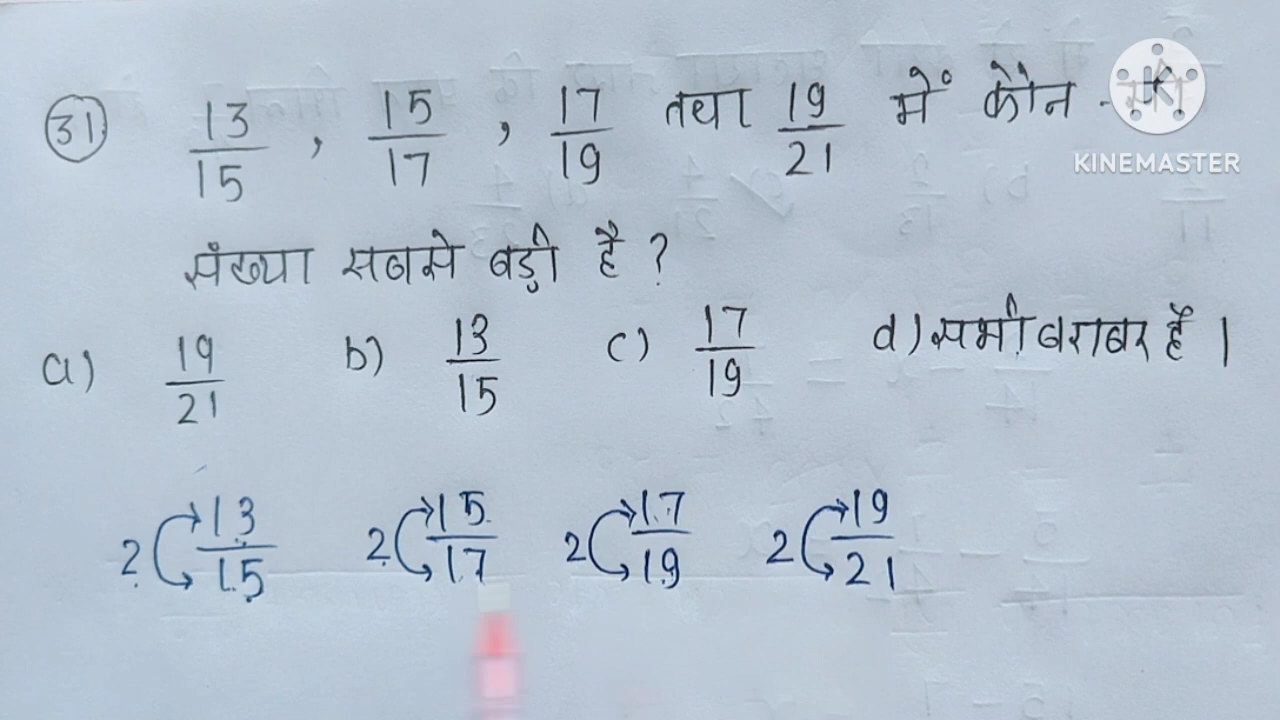 31) 13/15 , 15/17 , 17/19 तथा 19/21 में कौन
KINEMASTER
संख्या सबसे बड़ी है ?
a) 19/21 b) 13/15 c) 17/19 d) सभी बराबर हैं ।
2 13/15 2 15/17 2 17/19 2 19/21